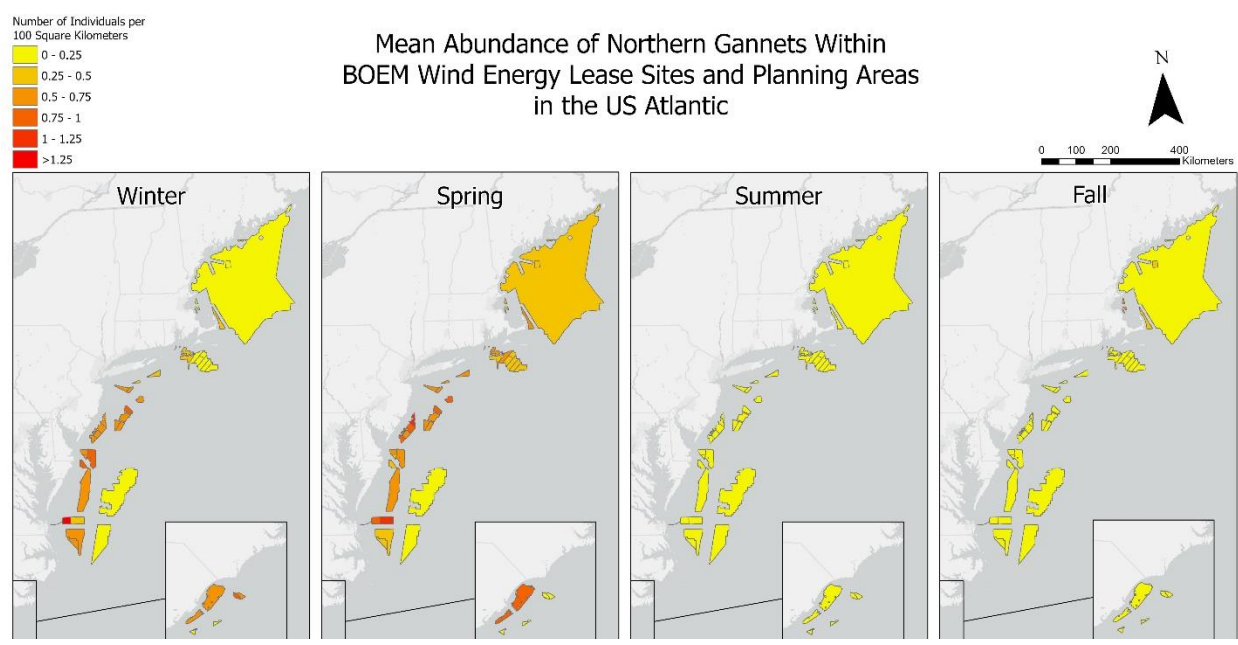 Number of Individuals per
100 Square Kilometers
0 - 0.25
0.25 - 0.5
0.5 - 0.75
0.75 - 1
1 - 1.25
>1.25
Mean Abundance of Northern Gannets Within
BOEM Wind Energy Lease Sites and Planning Areas
in the US Atlantic
N
0 100 200 400
Kilometers
Winter
Spring
Summer
Fall